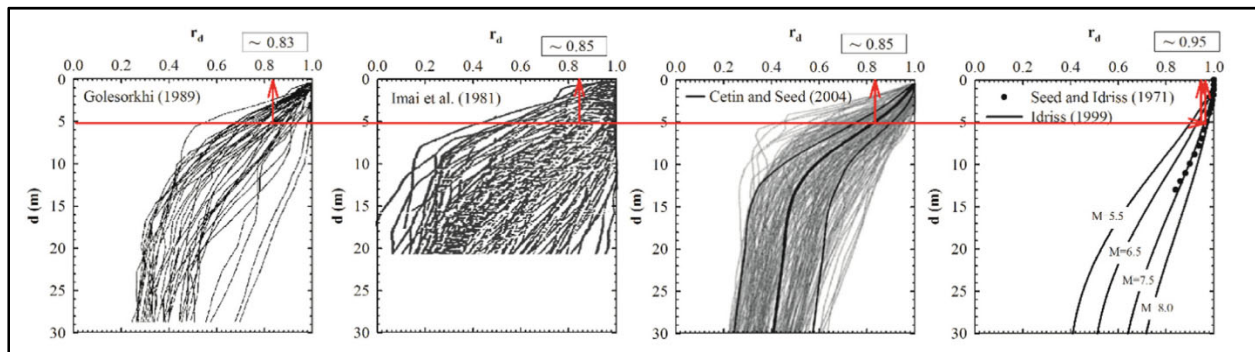 r_d
~ 0.83
0.0 0.2 0.4 0.6 0.8 1.0
0
5
10
15
20
25
30
d (m)
Golesorkhi (1989)
r_d
~ 0.85
0.0 0.2 0.4 0.6 0.8 1.0
0
5
10
15
20
25
30
d (m)
Imai et al. (1981)
r_d
~ 0.85
0.0 0.2 0.4 0.6 0.8 1.0
0
5
10
15
20
25
30
d (m)
Cetin and Seed (2004)
r_d
~ 0.95
0.0 0.2 0.4 0.6 0.8 1.0
0
5
10
15
20
25
30
d (m)
Seed and Idriss (1971)
Idriss (1999)
M 5.5
M=6.5
M=7.5
M 8.0